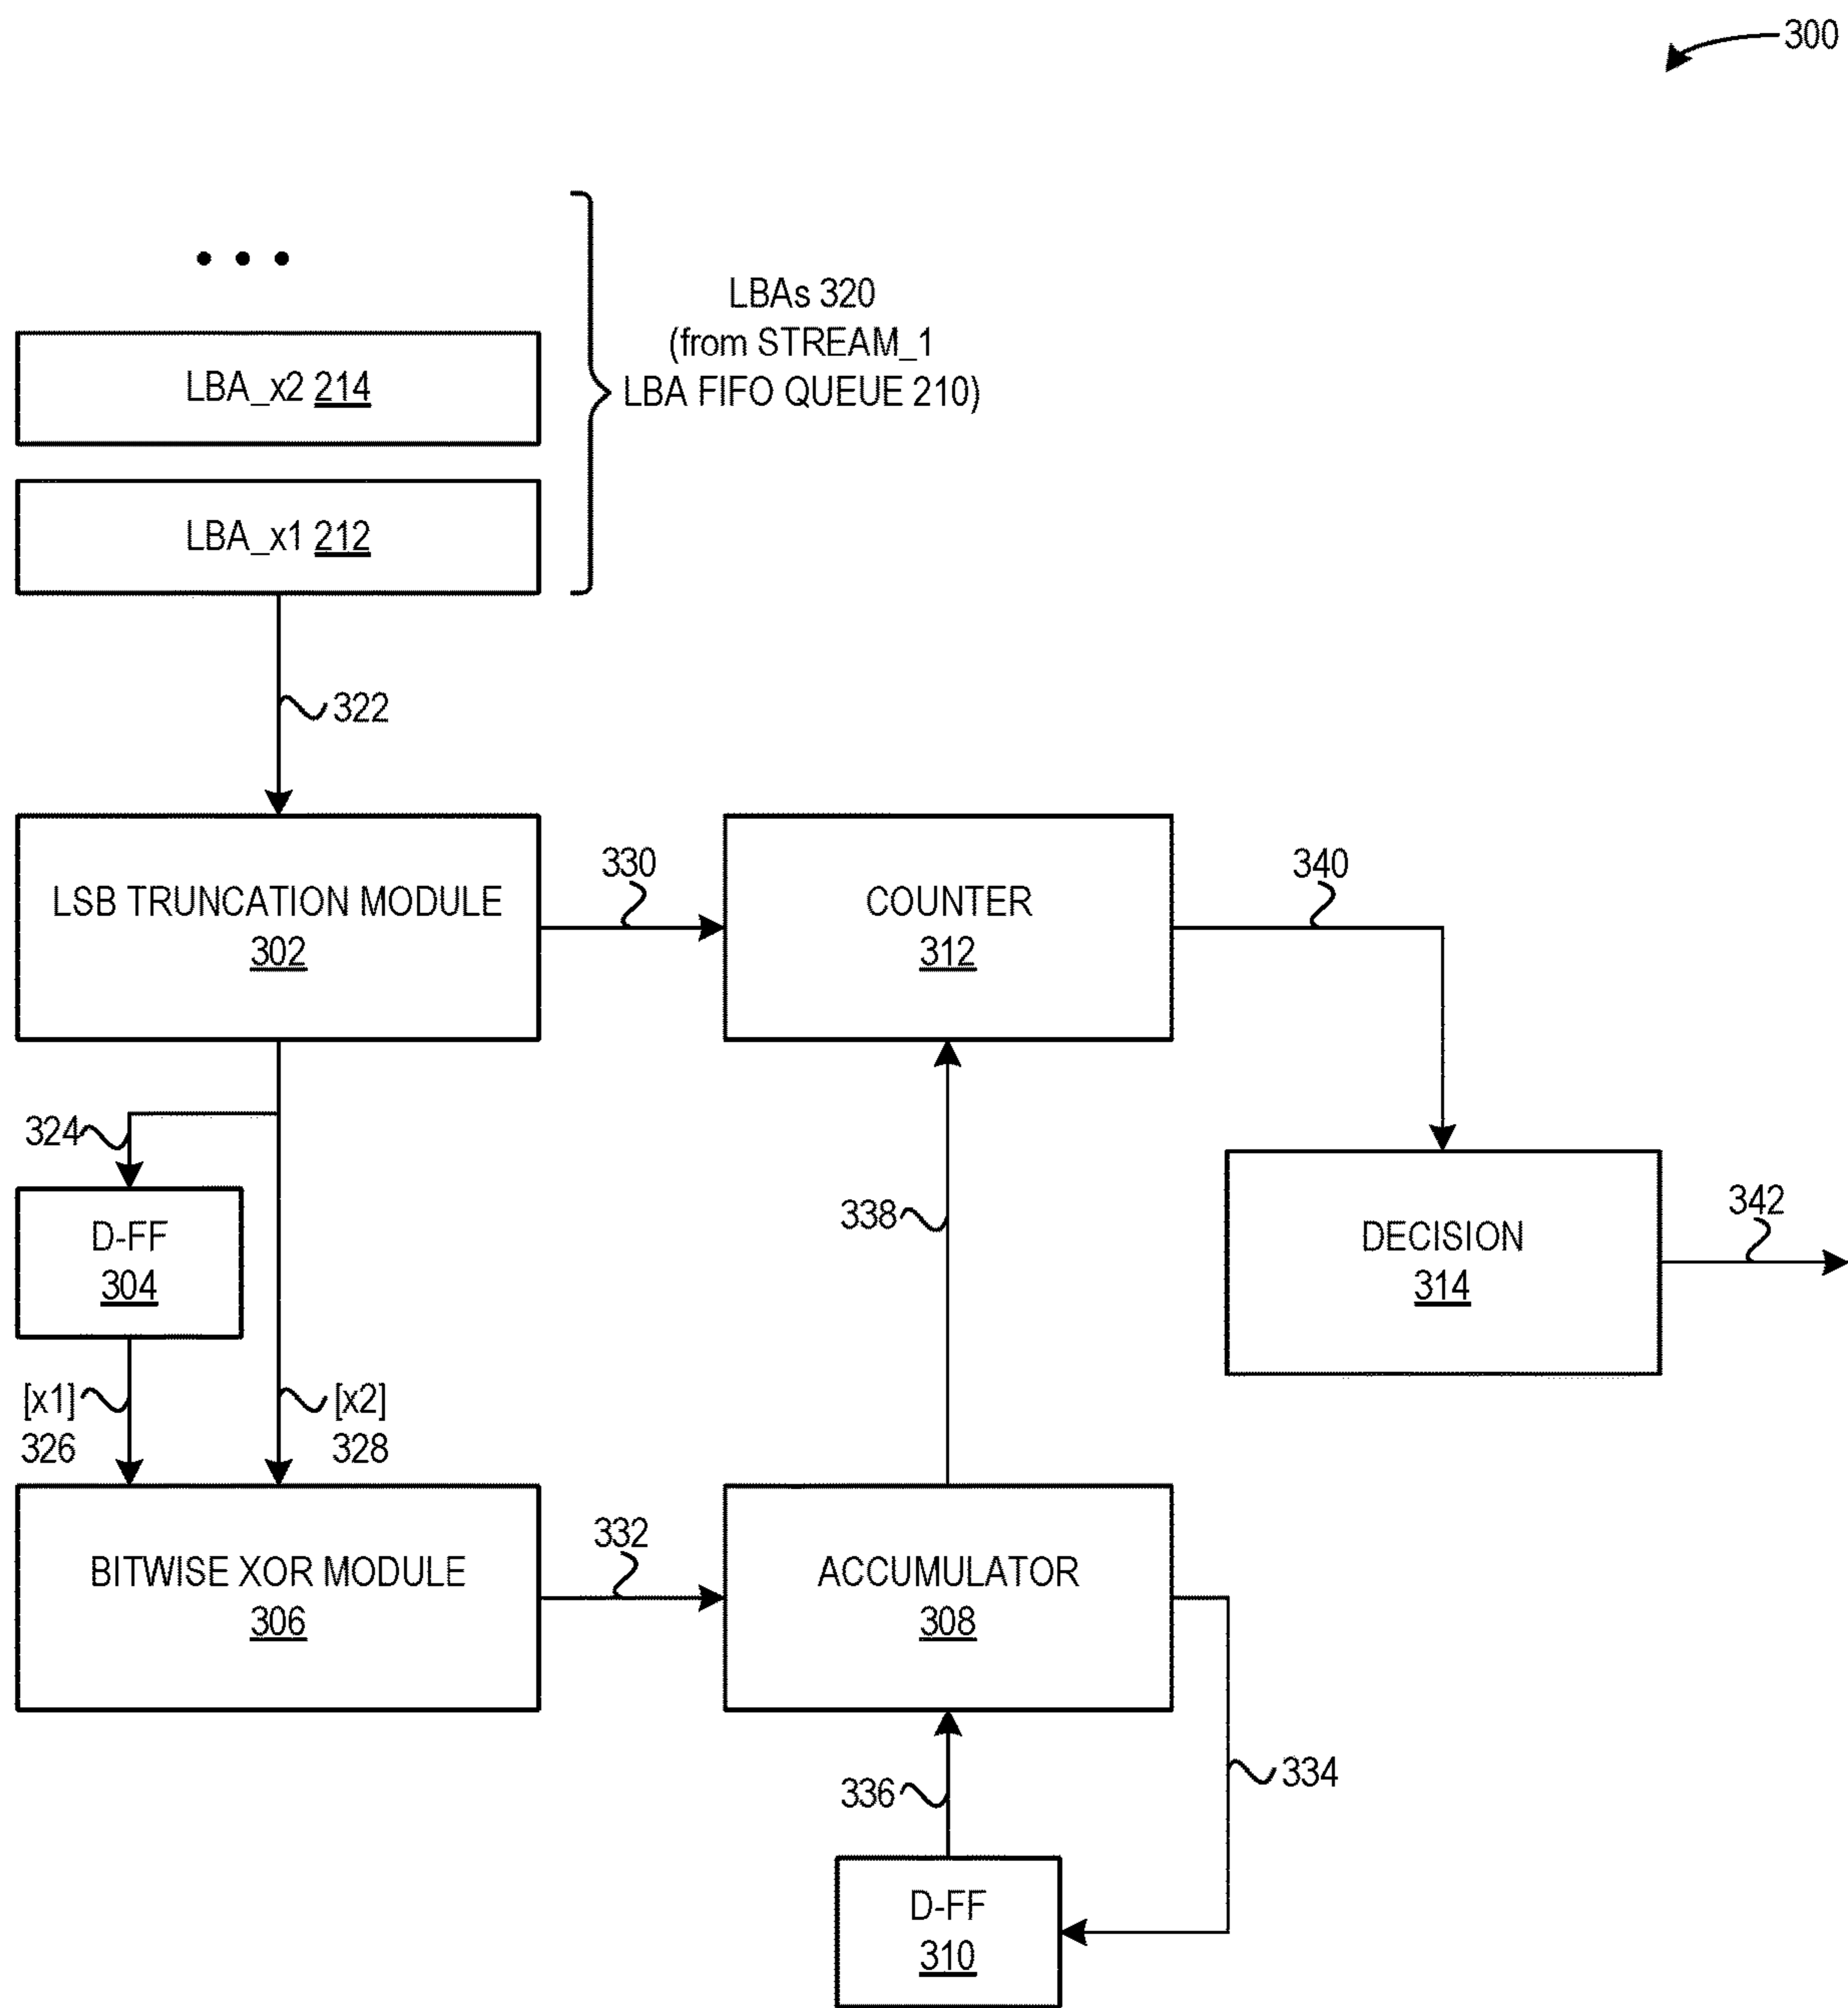 300
• • •
LBA_x2 214
LBA_x1 212
LBAs 320
(from STREAM_1
LBA FIFO QUEUE 210)
322
LSB TRUNCATION MODULE
302
330
COUNTER
312
340
324
D-FF
304
338
DECISION
314
342
[x1]
326
[x2]
328
BITWISE XOR MODULE
306
332
ACCUMULATOR
308
336
334
D-FF
310